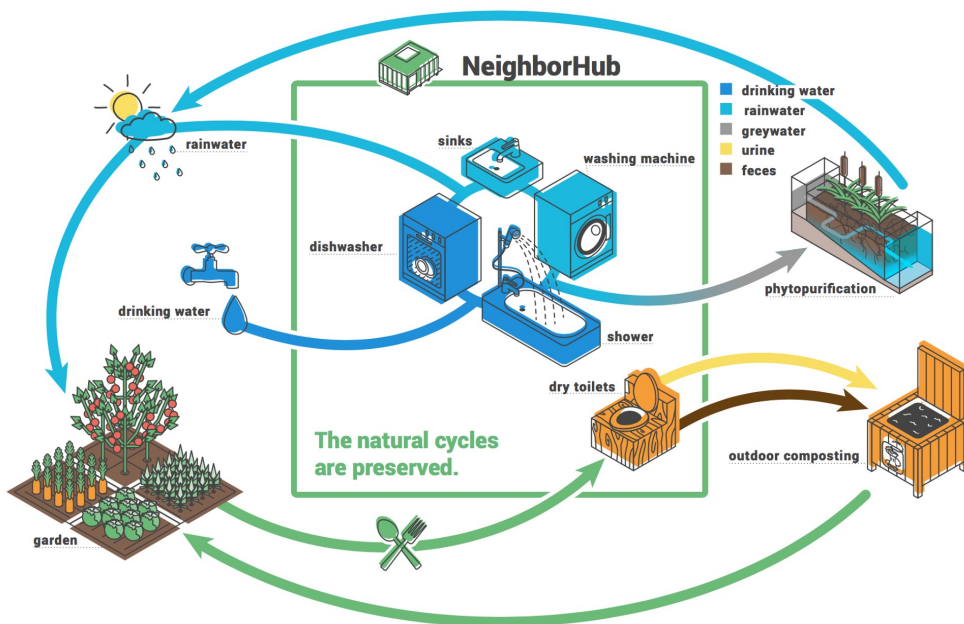 NeighborHub
drinking water
rainwater
greywater
urine
feces
rainwater
sinks
washing machine
dishwasher
drinking water
shower
phytopurification
dry toilets
The natural cycles
are preserved.
outdoor composting
garden